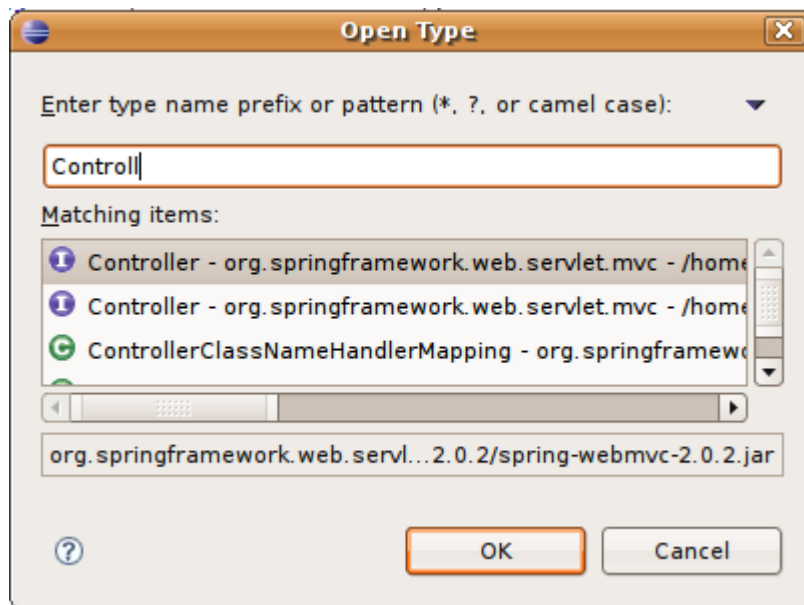 Open Type
Enter type name prefix or pattern (*, ?, or camel case):
Controll
Matching items:
I Controller - org.springframework.web.servlet.mvc - /home
I Controller - org.springframework.web.servlet.mvc - /home
C ControllerClassNameHandlerMapping - org.springframewo
org.springframework.web.servl...2.0.2/spring-webmvc-2.0.2.jar
? OK Cancel